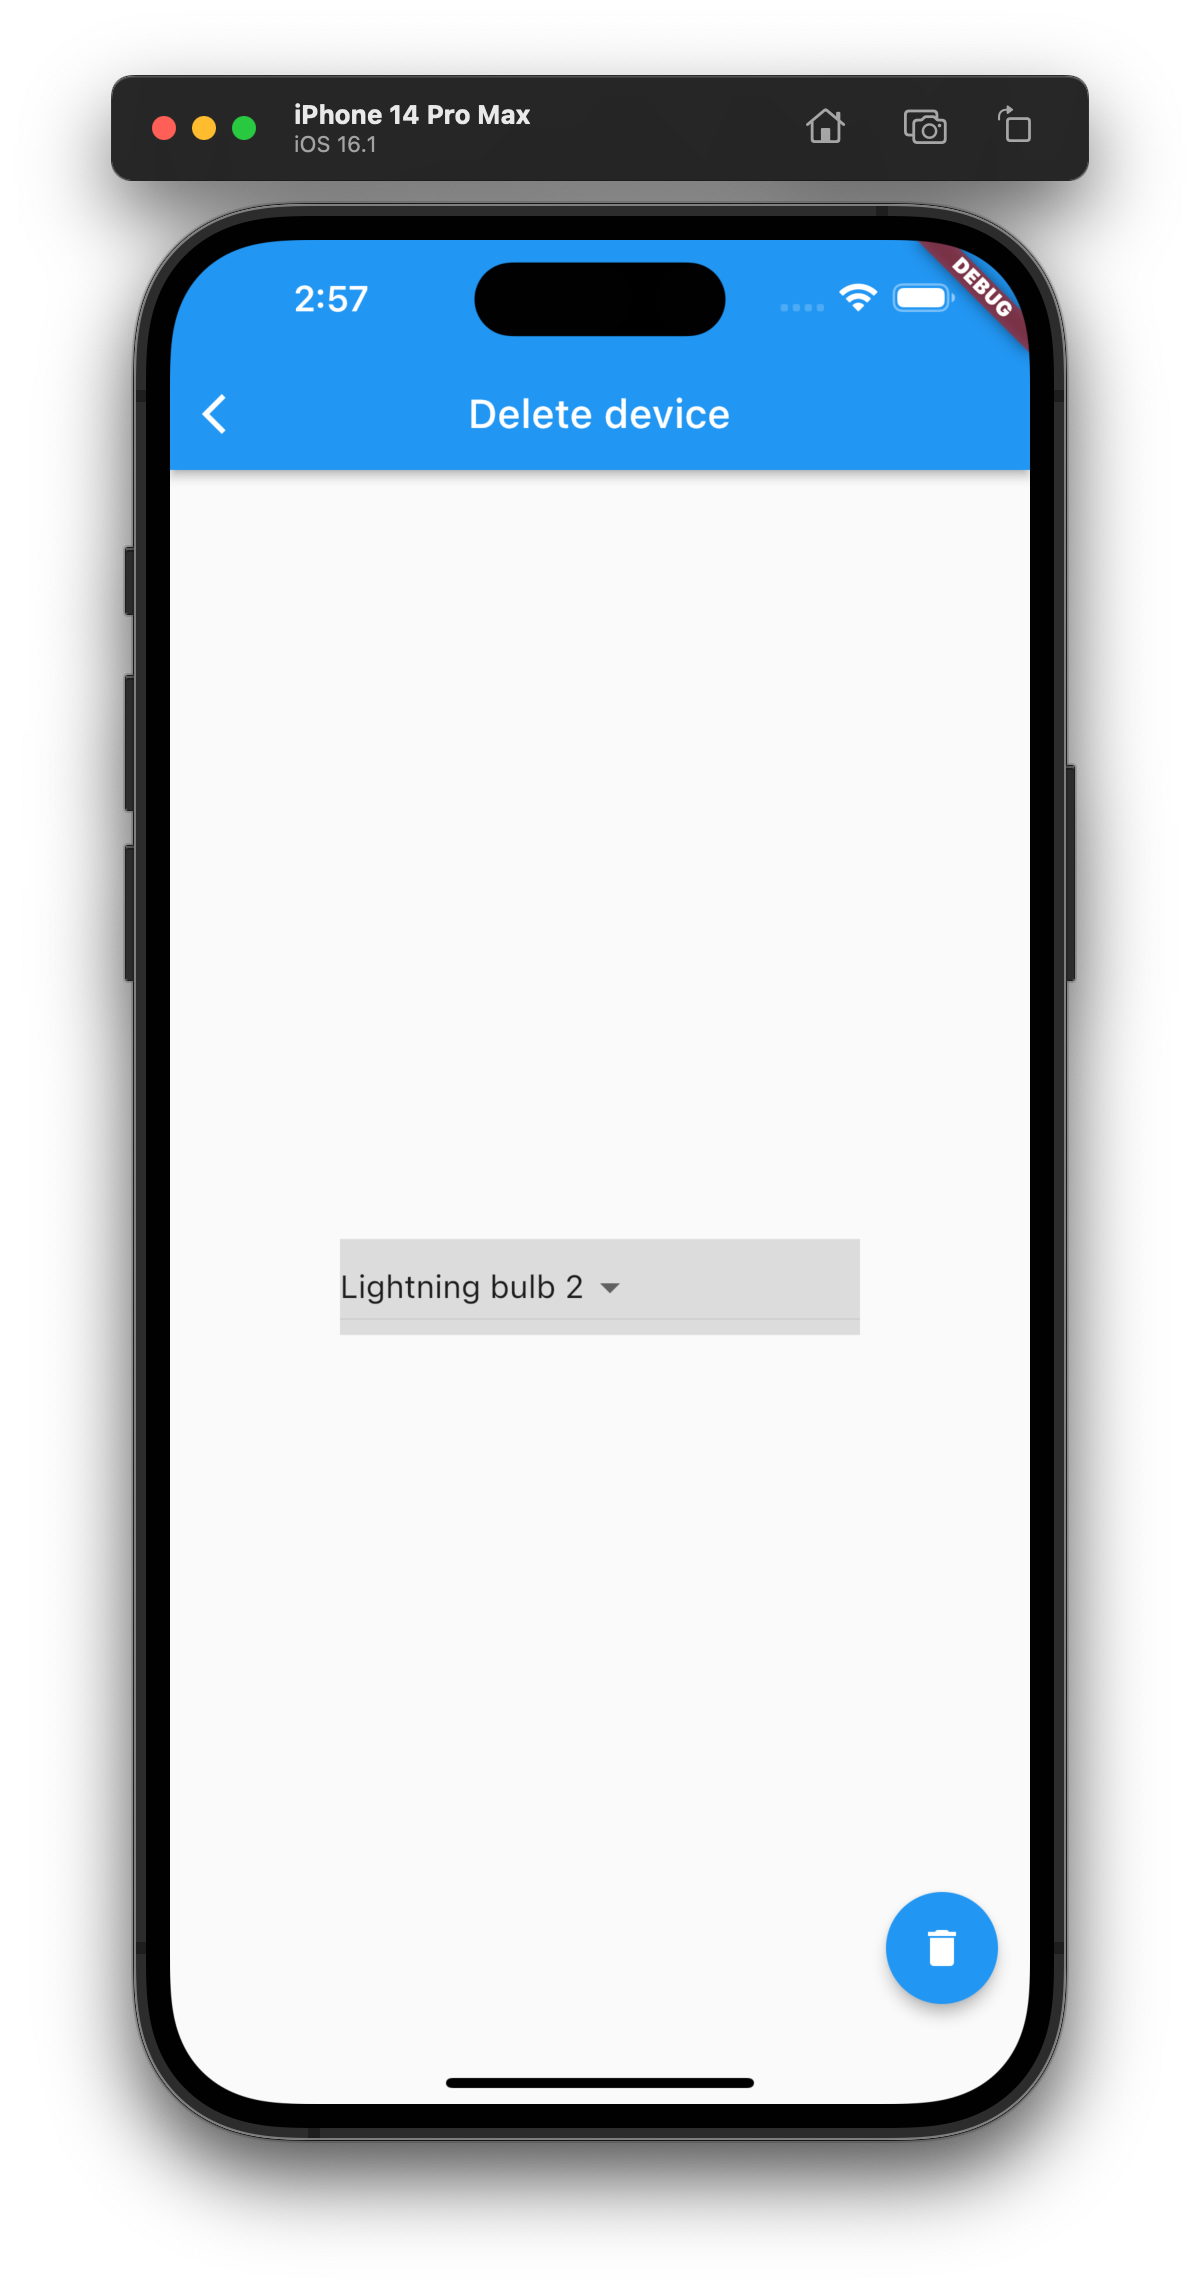 iPhone 14 Pro Max
iOS 16.1
2:57
DEBUG
Delete device
Lightning bulb 2